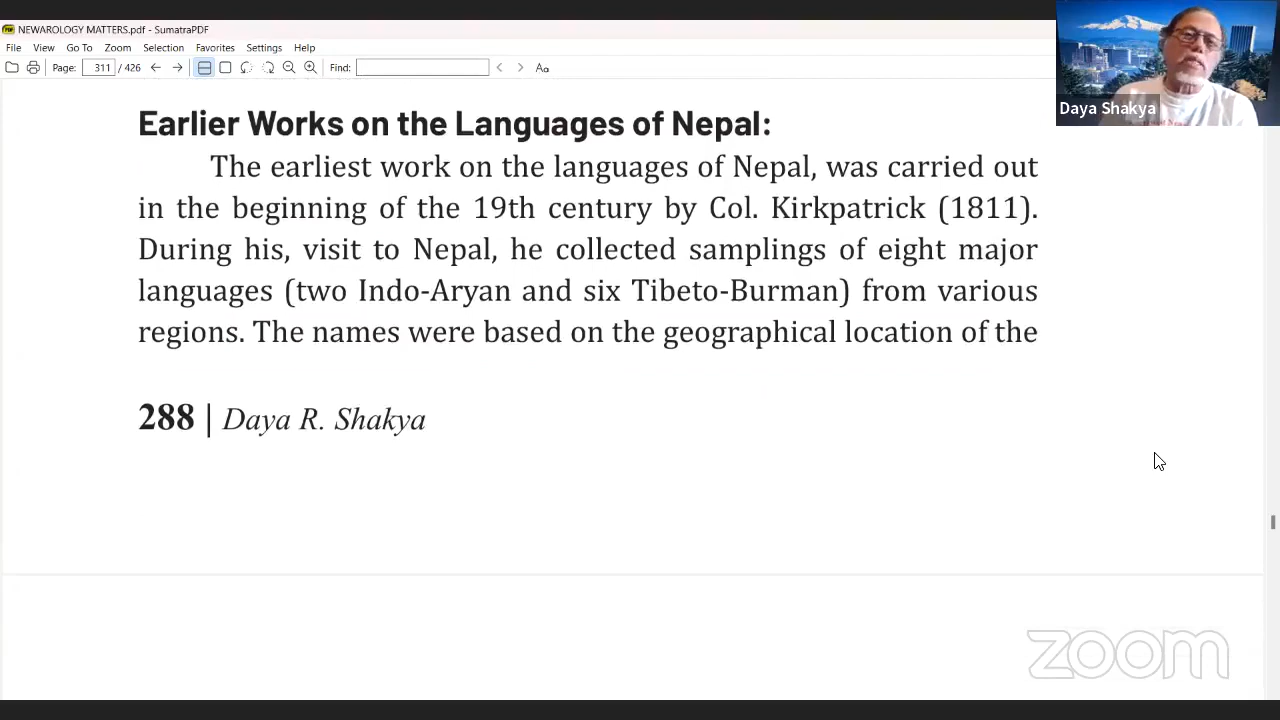 NEWAROLOGY MATTERS.pdf - SumatraPDF
File View Go To Zoom Selection Favorites Settings Help
Page: 311 / 426 Find: Aa
Daya Shakya
Earlier Works on the Languages of Nepal:
The earliest work on the languages of Nepal, was carried out
in the beginning of the 19th century by Col. Kirkpatrick (1811).
During his, visit to Nepal, he collected samplings of eight major
languages (two Indo-Aryan and six Tibeto-Burman) from various
regions. The names were based on the geographical location of the
288 | Daya R. Shakya
zoom